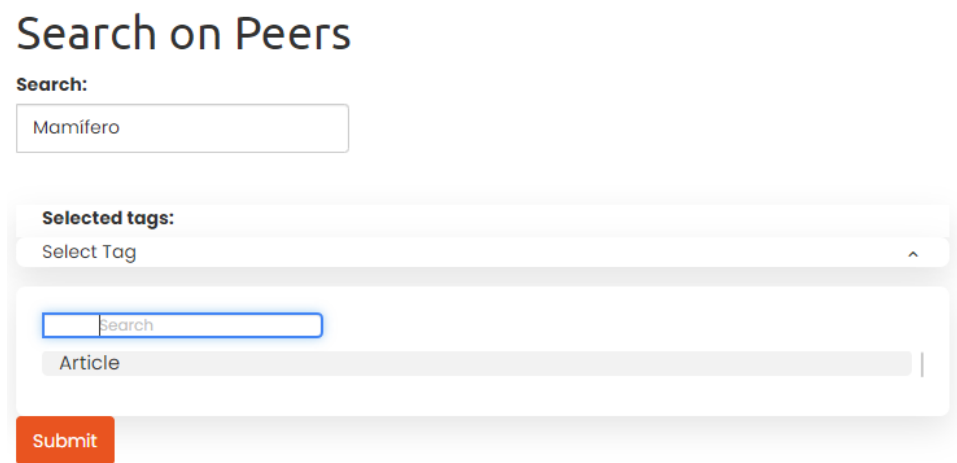 Search on Peers
Search:
Mamífero
Selected tags:
Select Tag
Search
Article
Submit